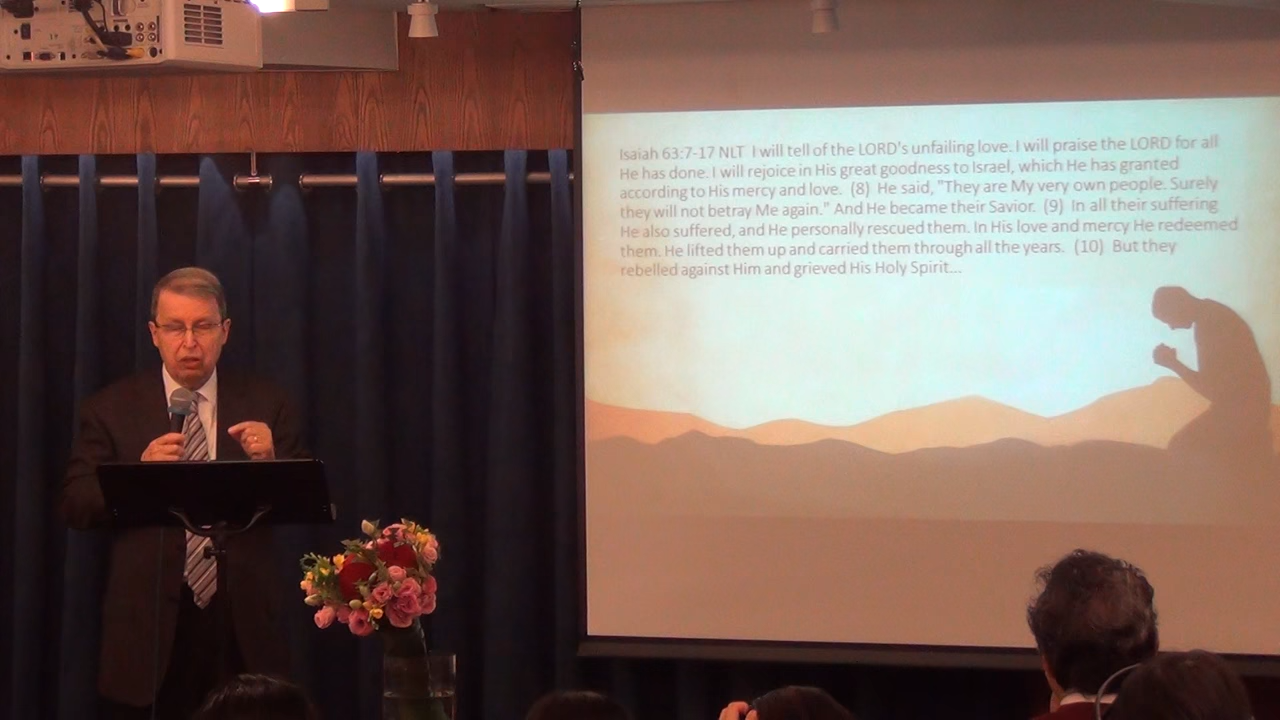 Isaiah 63:7-17 NLT  I will tell of the LORD's unfailing love. I will praise the LORD for all
He has done. I will rejoice in His great goodness to Israel, which He has granted
according to His mercy and love.  (8)  He said, "They are My very own people. Surely
they will not betray Me again." And He became their Savior.  (9)  In all their suffering
He also suffered, and He personally rescued them. In His love and mercy He redeemed
them. He lifted them up and carried them through all the years.  (10)  But they
rebelled against Him and grieved His Holy Spirit...